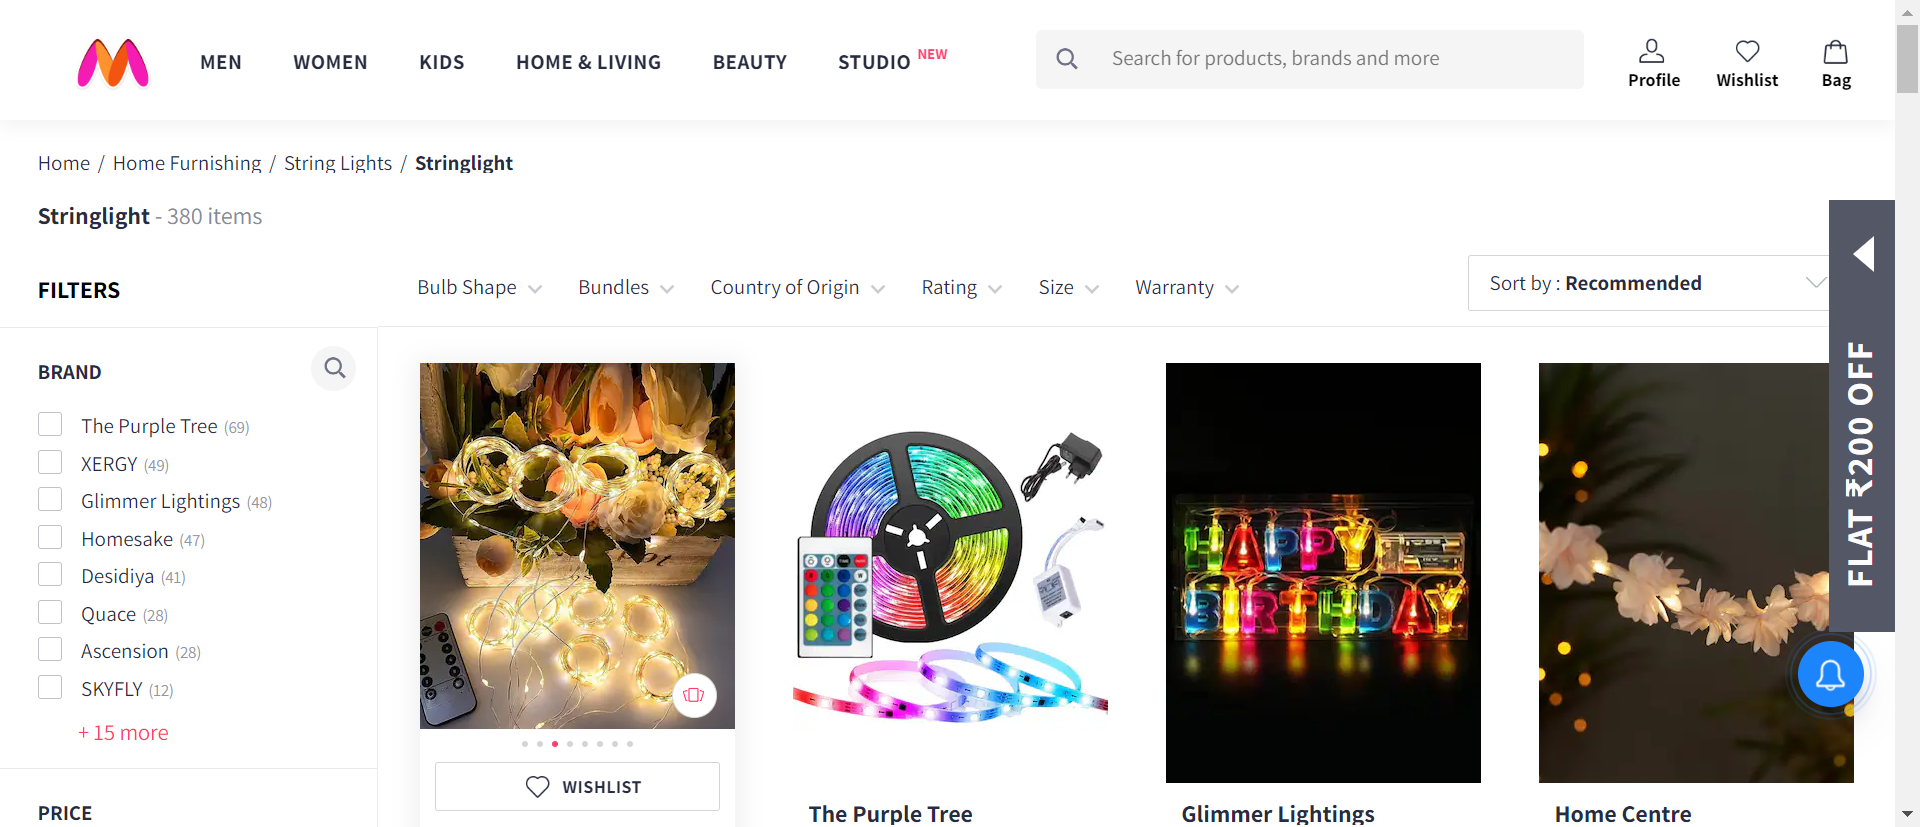 MEN WOMEN KIDS HOME & LIVING BEAUTY STUDIO NEW
Search for products, brands and more
Profile Wishlist Bag
Home / Home Furnishing / String Lights / Stringlight
Stringlight - 380 items
FILTERS
Bulb Shape Bundles Country of Origin Rating Size Warranty
Sort by : Recommended
FLAT ₹200 OFF
BRAND
The Purple Tree (69)
XERGY (49)
Glimmer Lightings (48)
Homesake (47)
Desidiya (41)
Quace (28)
Ascension (28)
SKYFLY (12)
+ 15 more
PRICE
HAPPY
BIRTHDAY
WISHLIST
The Purple Tree
Glimmer Lightings
Home Centre